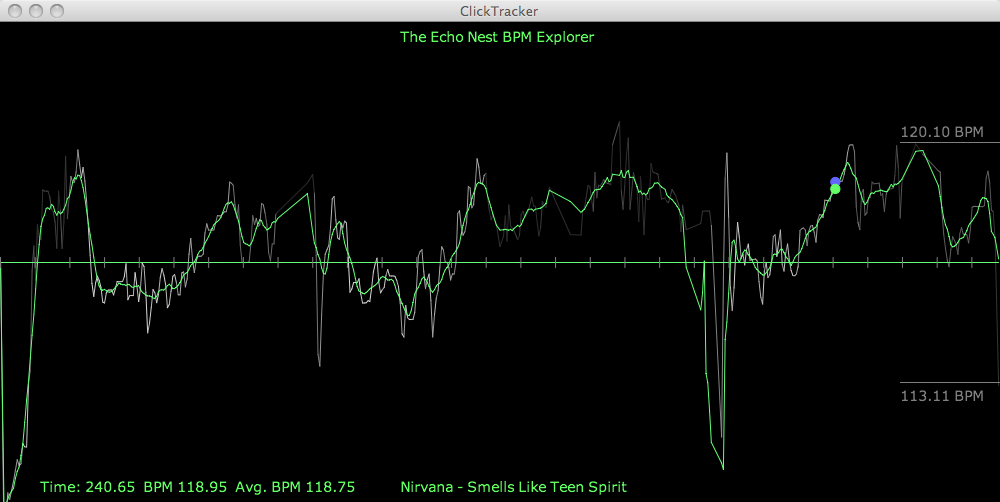 ClickTracker
The Echo Nest BPM Explorer
120.10 BPM
113.11 BPM
Time: 240.65 BPM 118.95 Avg. BPM 118.75
Nirvana - Smells Like Teen Spirit